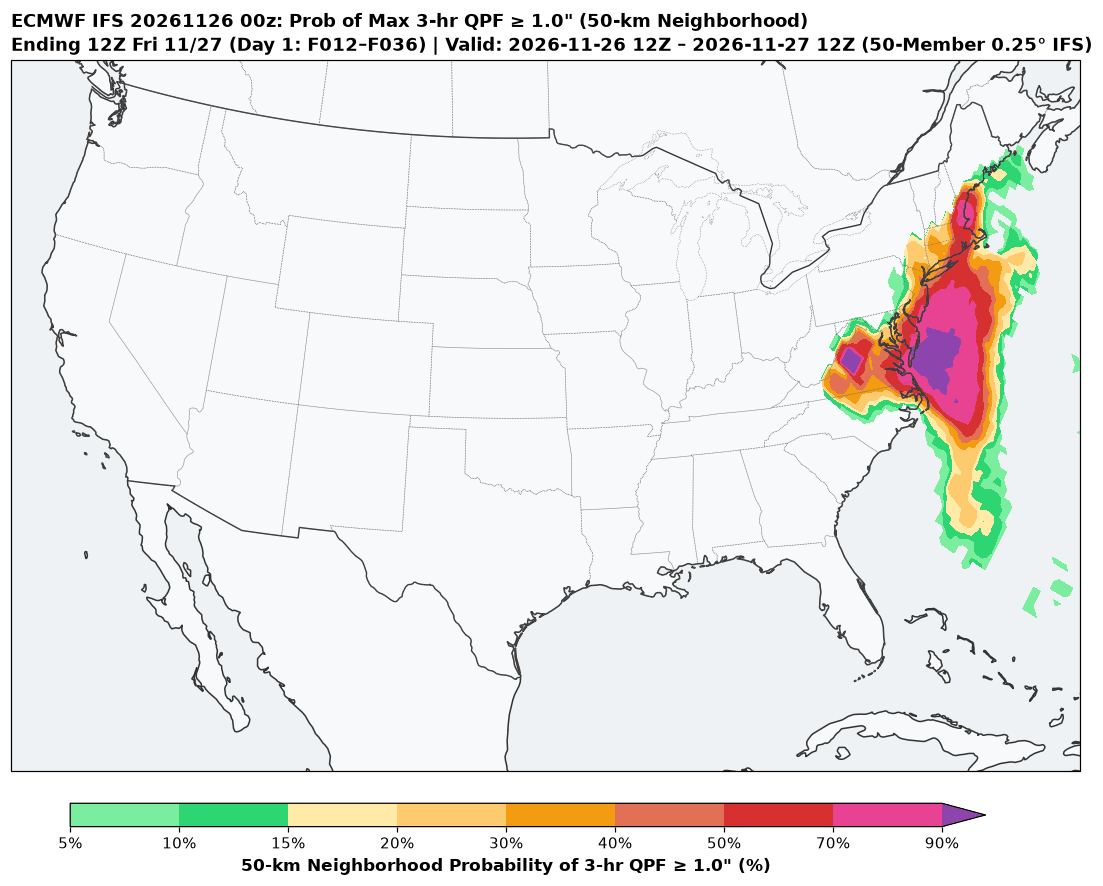 ECMWF IFS 20261126 00z: Prob of Max 3-hr QPF ≥ 1.0" (50-km Neighborhood)
Ending 12Z Fri 11/27 (Day 1: F012–F036) | Valid: 2026-11-26 12Z – 2026-11-27 12Z (50-Member 0.25° IFS)
5% 10% 15% 20% 30% 40% 50% 70% 90%
50-km Neighborhood Probability of 3-hr QPF ≥ 1.0" (%)